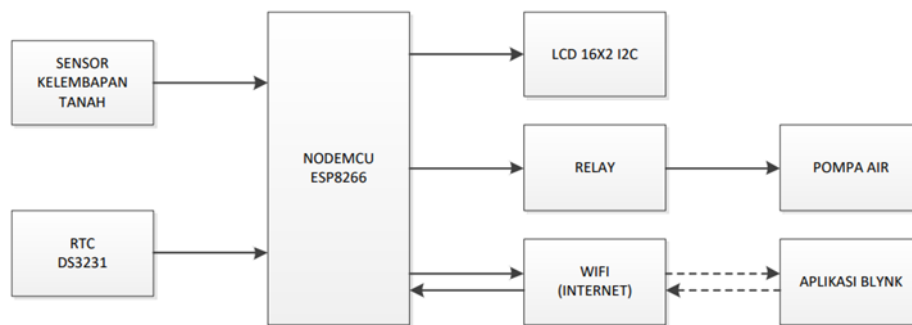 SENSOR
KELEMBAPAN
TANAH
RTC
DS3231
NODEMCU
ESP8266
LCD 16X2 I2C
RELAY
POMPA AIR
WIFI
(INTERNET)
APLIKASI BLYNK